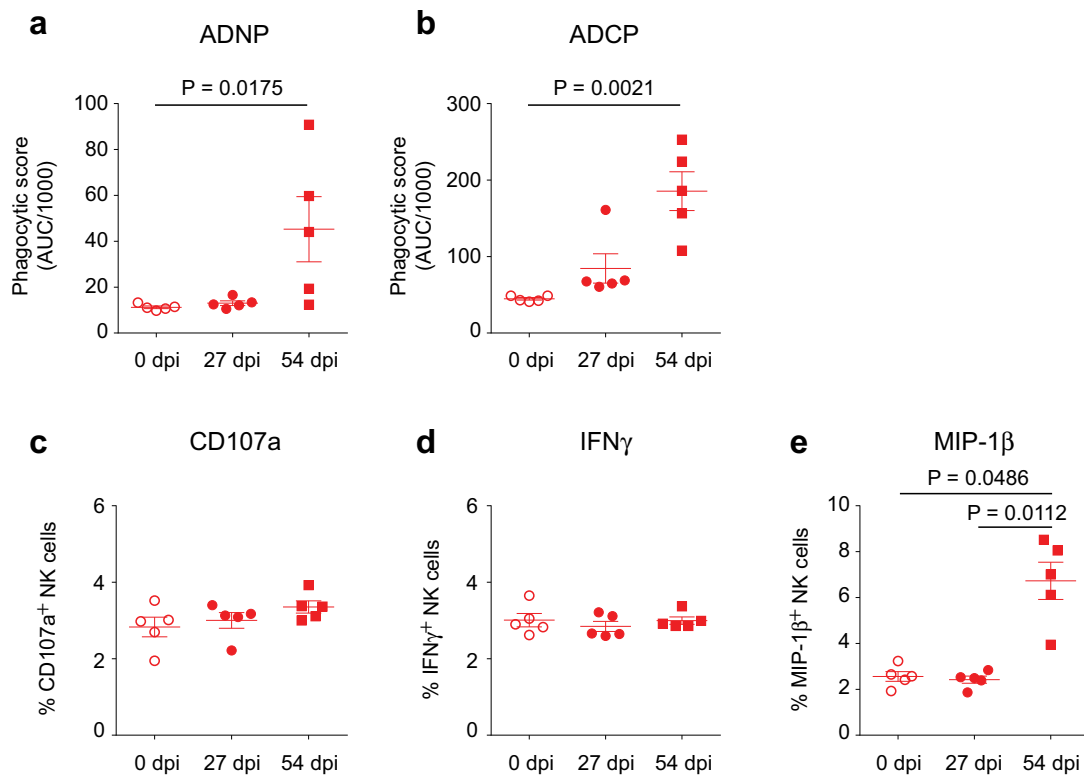 a
ADNP
P = 0.0175
Phagocytic score
(AUC/1000)
100
80
60
40
20
0
0 dpi 27 dpi 54 dpi
b
ADCP
P = 0.0021
Phagocytic score
(AUC/1000)
300
200
100
0
0 dpi 27 dpi 54 dpi
c
CD107a
% CD107a⁺ NK cells
6
4
2
0
0 dpi 27 dpi 54 dpi
d
IFNγ
% IFNγ⁺ NK cells
6
4
2
0
0 dpi 27 dpi 54 dpi
e
MIP-1β
P = 0.0486
P = 0.0112
% MIP-1β⁺ NK cells
10
8
6
4
2
0
0 dpi 27 dpi 54 dpi